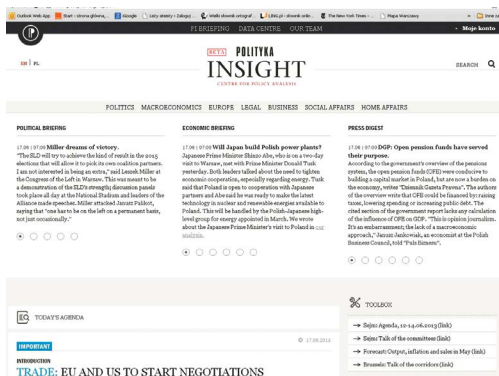 Outlook Web App
Start : strona główna,...
Google
Wielki słownik ortograf...
LING.pl - słownik onlin...
The New York Times - ...
Mapa Warszawy
P
PI BRIEFING DATA CENTRE OUR TEAM
Moje konto
EN | PL
BETA POLITYKA
INSIGHT
CENTRE FOR POLICY ANALYSIS
SEARCH
POLITICS MACROECONOMICS EUROPE LEGAL BUSINESS SOCIAL AFFAIRS HOME AFFAIRS
POLITICAL BRIEFING
17.06 | 07:00 Miller dreams of victory.
"The SLD will try to achieve the kind of result in the 2015
elections that will allow it to pick its own coalition partners.
I am not interested in being an extra," said Leszek Miller at
the Congress of the Left in Warsaw. This was meant to be
a demonstration of the SLD's strength; discussion panels
took place all day at the National Stadium and leaders of the
Alliance made speeches. Miller attacked Janusz Palikot,
saying that "one has to be on the left on a permanent basis,
not just occasionally."
ECONOMIC BRIEFING
17.06 | 07:00 Will Japan build Polish power plants?
Japanese Prime Minister Shinzo Abe, who is on a two-day
visit to Warsaw, met with Prime Minister Donald Tusk
yesterday. Both leaders talked about the need to tighten
economic cooperation, especially regarding energy. Tusk
said that Poland is open to cooperation with Japanese
partners and Abe said he was ready to make the latest
technology in nuclear and renewable energies available to
Poland. This will be handled by the Polish-Japanese high-
level group for energy appointed in March. We wrote
about the Japanese Prime Minister's visit to Poland in our
analysis.
PRESS DIGEST
17.06 | 07:00 DGP: Open pension funds have served
their purpose.
According to the government's overview of the pensions
system, the open pension funds (OFE) were conducive to
building a capital market in Poland, but are now a burden on
the economy, writes "Dziennik Gazeta Prawna". The authors
of the overview write that OFE could be financed by raising
taxes, lowering spending or increasing public debt. The
cited section of the government report lacks any calculation
of the influence of OFE on GDP. "This is opinion journalism.
It's an embarrassment; the lack of a macroeconomic
approach," Janusz Jankowiak, an economist at the Polish
Business Council, told "Puls Biznesu".
TODAY'S AGENDA
IMPORTANT
INTRODUCTION
TRADE: EU AND US TO START NEGOTIATIONS
TOOLBOX
→ Sejm: Agenda, 12-14.06.2013 (link)
→ Sejm: Talk of the committees (link)
→ Forecast: Output, inflation and sales in May (link)
→ Brussels: Talk of the corridors (link)